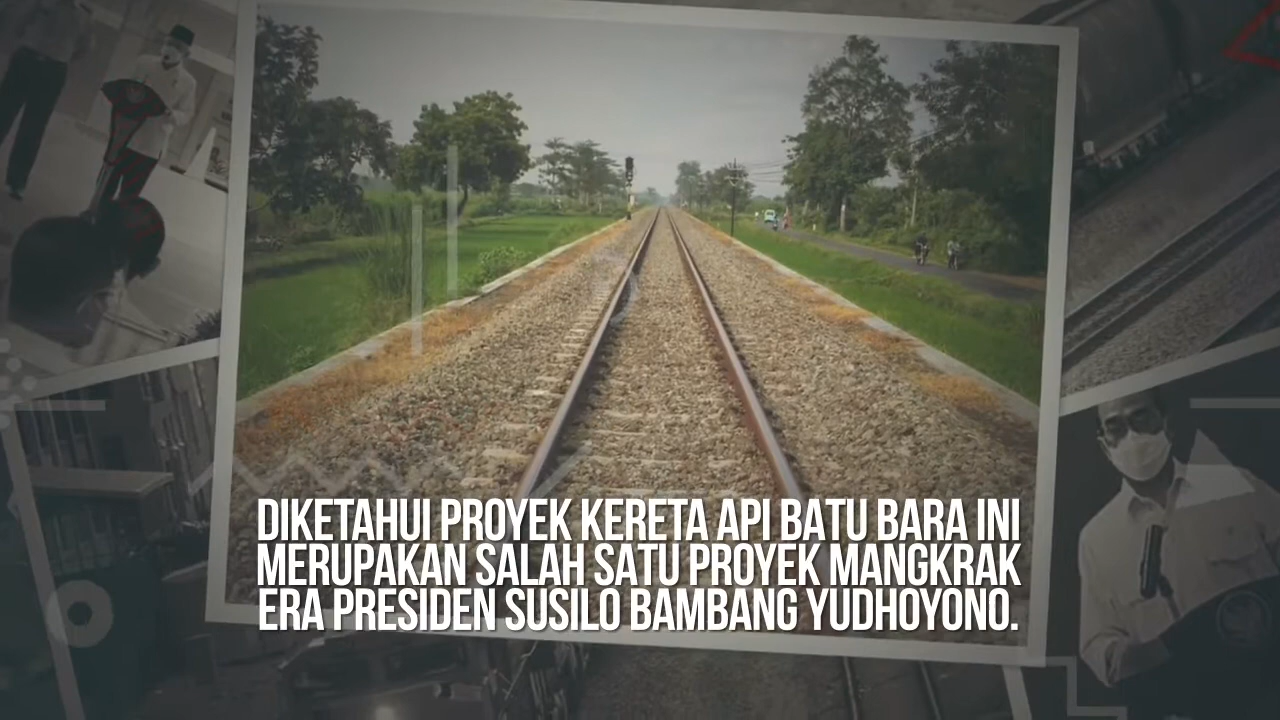 DIKETAHUI PROYEK KERETA API BATU BARA INI
MERUPAKAN SALAH SATU PROYEK MANGKRAK
ERA PRESIDEN SUSILO BAMBANG YUDHOYONO.